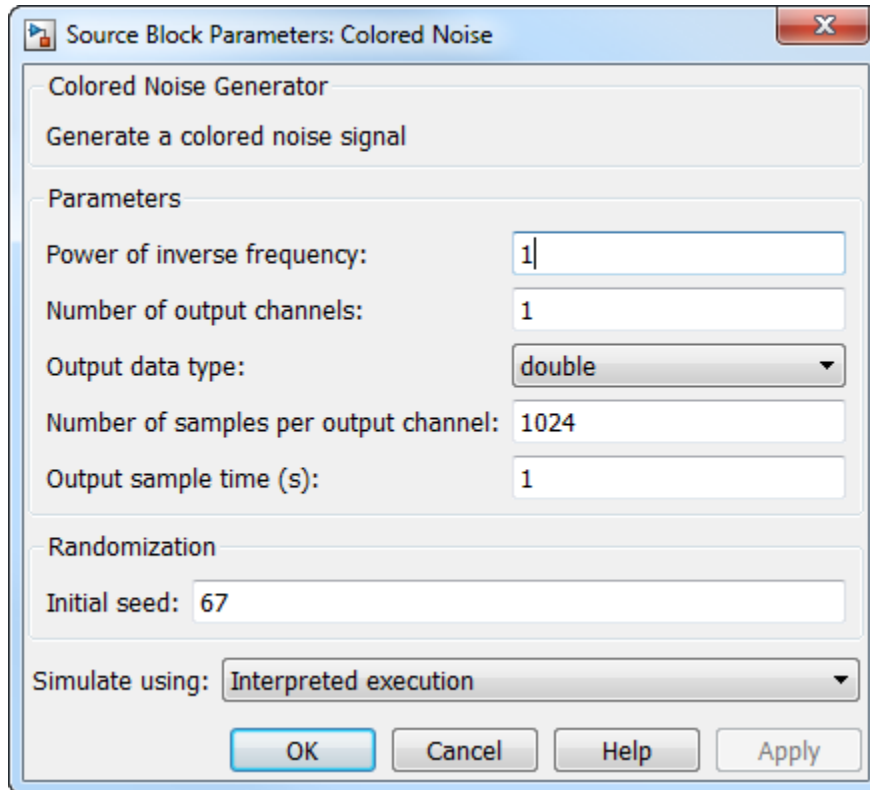 Source Block Parameters: Colored Noise
Colored Noise Generator
Generate a colored noise signal
Parameters
Power of inverse frequency: 1
Number of output channels: 1
Output data type: double
Number of samples per output channel: 1024
Output sample time (s): 1
Randomization
Initial seed: 67
Simulate using: Interpreted execution
OK Cancel Help Apply